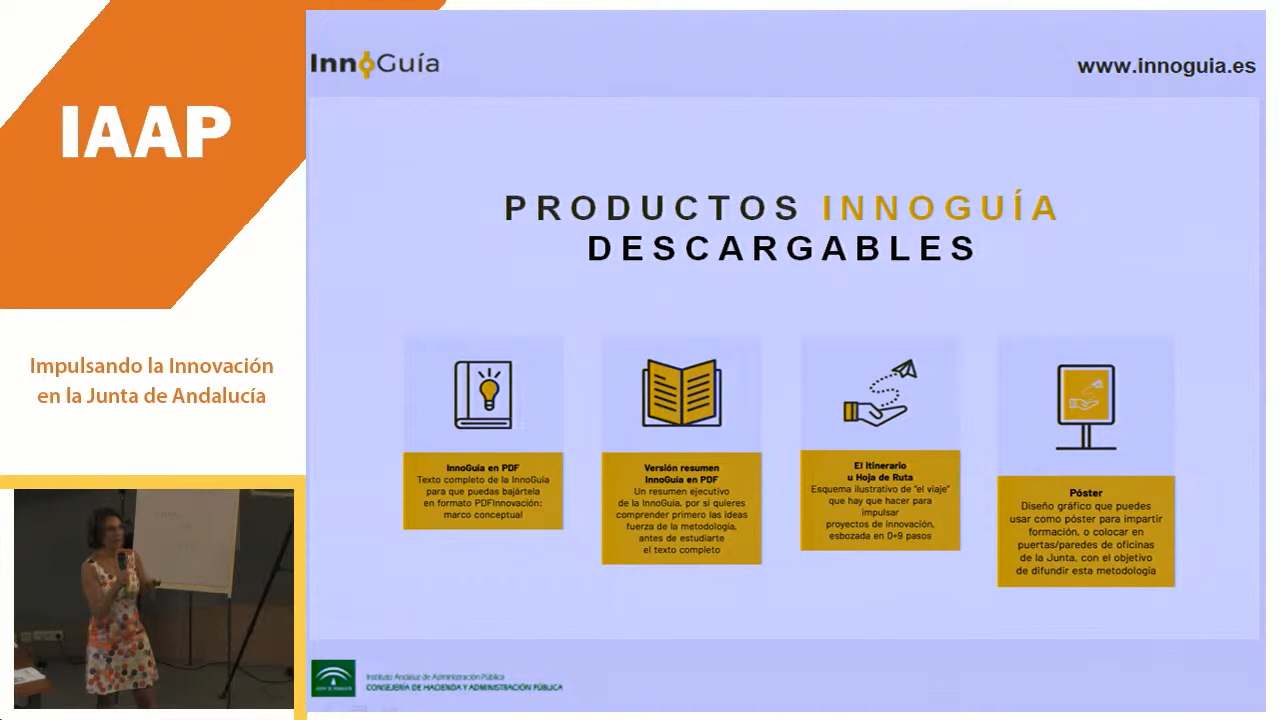 IAAP
Impulsando la Innovación
en la Junta de Andalucía
InnGuía
www.innoguia.es
PRODUCTOS INNOGUÍA
DESCARGABLES
InnoGuía en PDF
Texto completo de la InnoGuía
para que puedas bajártela
en formato PDFInnovación:
marco conceptual
Versión resumen
InnoGuía en PDF
Un resumen ejecutivo
de la InnoGuía, por si quieres
comprender primero las ideas
fuerza de la metodología,
antes de estudiarte
el texto completo
El itinerario
u Hoja de Ruta
Esquema ilustrativo de "el viaje"
que hay que hacer para
impulsar
proyectos de innovación,
esbozada en 0+9 pasos
Póster
Diseño gráfico que puedes
usar como póster para impartir
formación, o colocar en
puertas/paredes de oficinas
de la Junta, con el objetivo
de difundir esta metodología
Instituto Andaluz de Administración Pública
CONSEJERÍA DE HACIENDA Y ADMINISTRACIÓN PÚBLICA